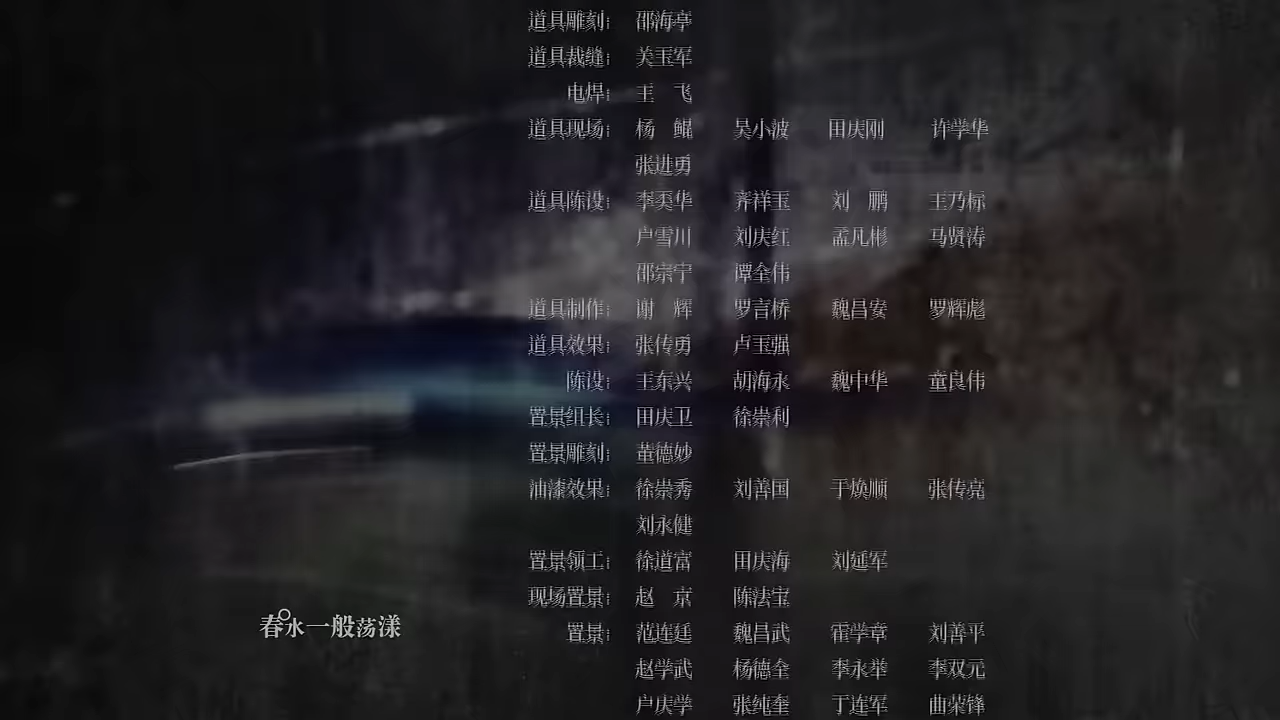 道具雕刻: 邵海亭
道具裁缝: 关玉军
电焊: 王 飞
道具现场: 杨 鲲 吴小波 田庆刚 许学华
张进勇
道具陈设: 李奕华 齐祥玉 刘 鹏 王乃标
户雪川 刘庆红 孟凡彬 马贤涛
邵宗宁 谭全伟
道具制作: 谢 辉 罗言桥 魏昌安 罗辉彪
道具效果: 张传勇 卢玉强
陈设: 王东兴 胡海永 魏中华 童良伟
置景组长: 田庆卫 徐崇利
置景雕刻: 董德妙
油漆效果: 徐崇秀 刘善国 于焕顺 张传亮
刘永健
置景领工: 徐道富 田庆海 刘延军
现场置景: 赵 京 陈法宝
置景: 范连廷 魏昌武 霍学章 刘善平
赵学武 杨德全 李永举 李双元
户庆学 张纯奎 丁连军 曲荣锋
春水一般荡漾